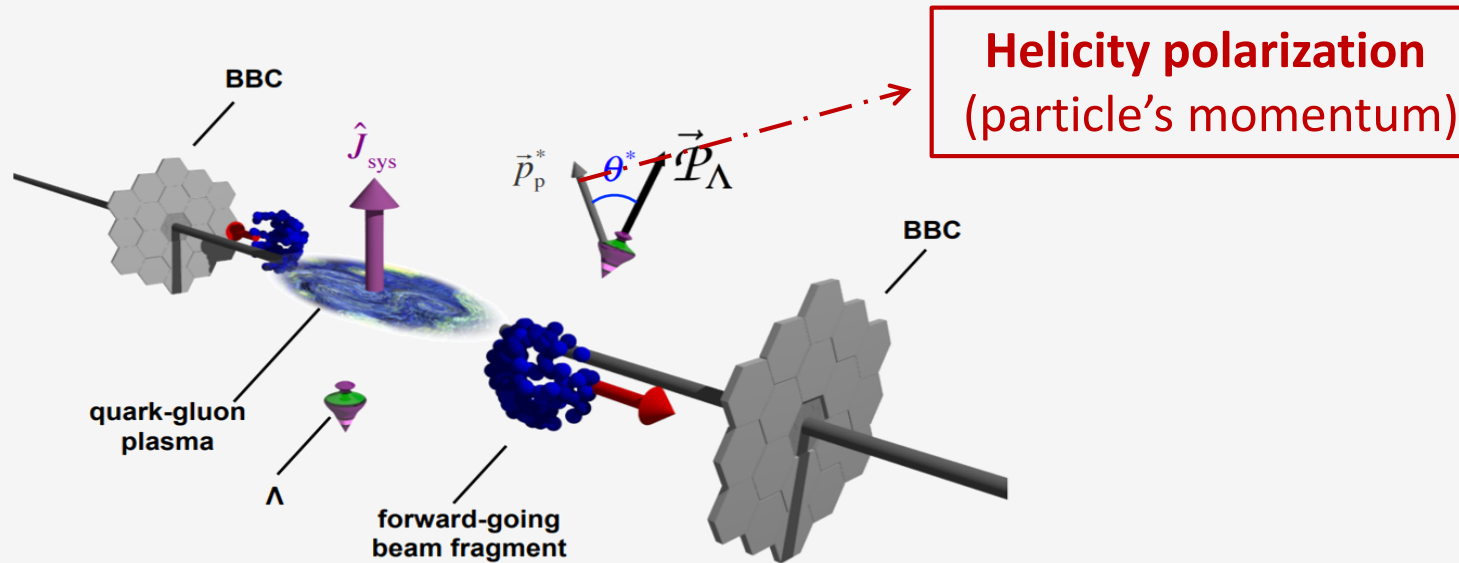 Helicity polarization
(particle’s momentum)
BBC
Ĵsys
p⃗*p
θ*
𝒫⃗Λ
BBC
quark-gluon
plasma
Λ
forward-going
beam fragment